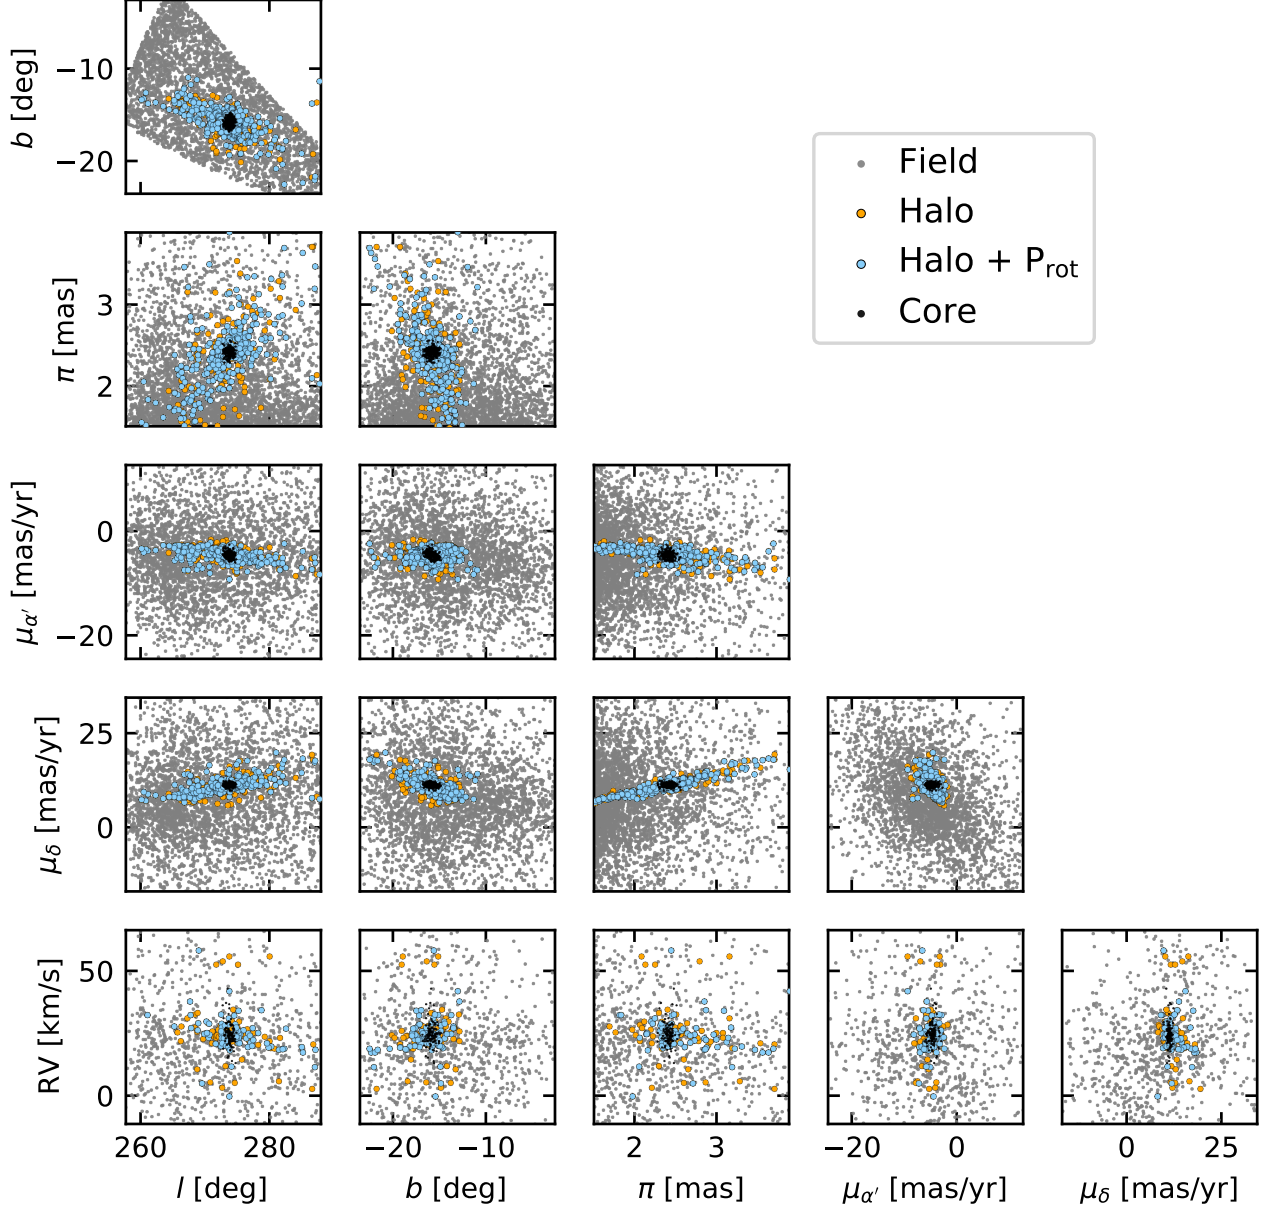 b [deg]
−10
−20
Field
Halo
Halo + P_rot
Core
π [mas]
3
2
μ_α′ [mas/yr]
0
−20
μ_δ [mas/yr]
25
0
RV [km/s]
50
0
260 280 −20 −10 2 3 −20 0 0 25
l [deg] b [deg] π [mas] μ_α′ [mas/yr] μ_δ [mas/yr]